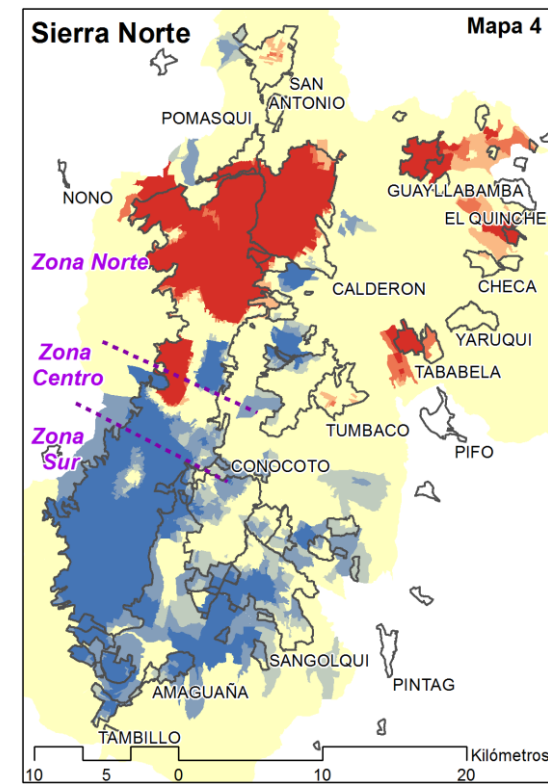 Sierra Norte
Mapa 4
SAN
ANTONIO
POMASQUI
NONO
GUAYLLABAMBA
EL QUINCHE
Zona Norte
CALDERON
CHECA
YARUQUI
Zona
Centro
TABABELA
TUMBACO
PIFO
Zona
Sur
CONOCOTO
SANGOLQUI
PINTAG
AMAGUAÑA
TAMBILLO
Kilómetros
10 5 0 10 20